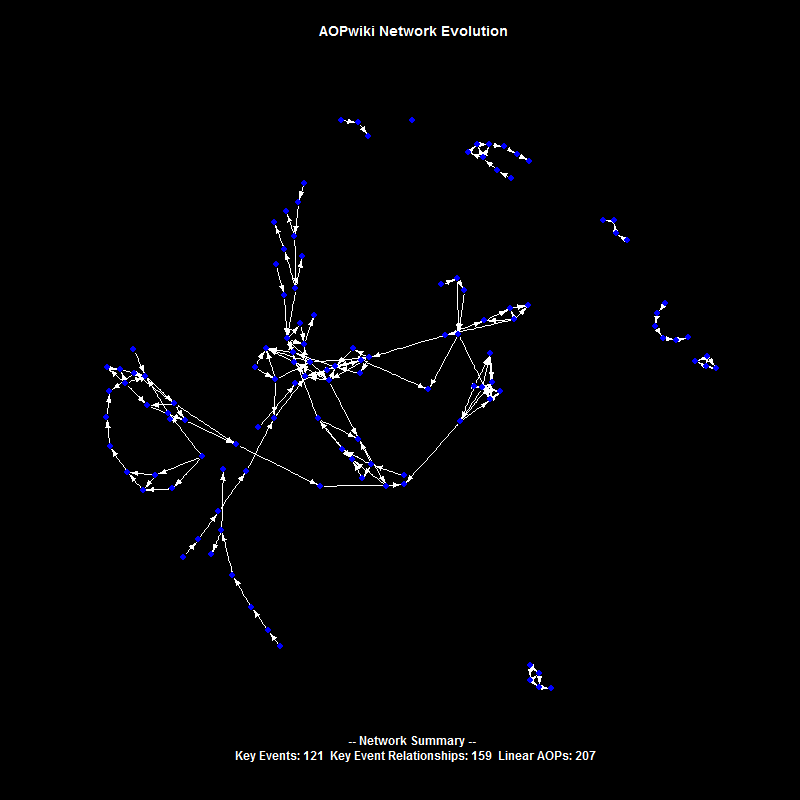 AOPwiki Network Evolution
-- Network Summary --
Key Events: 121 Key Event Relationships: 159 Linear AOPs: 207